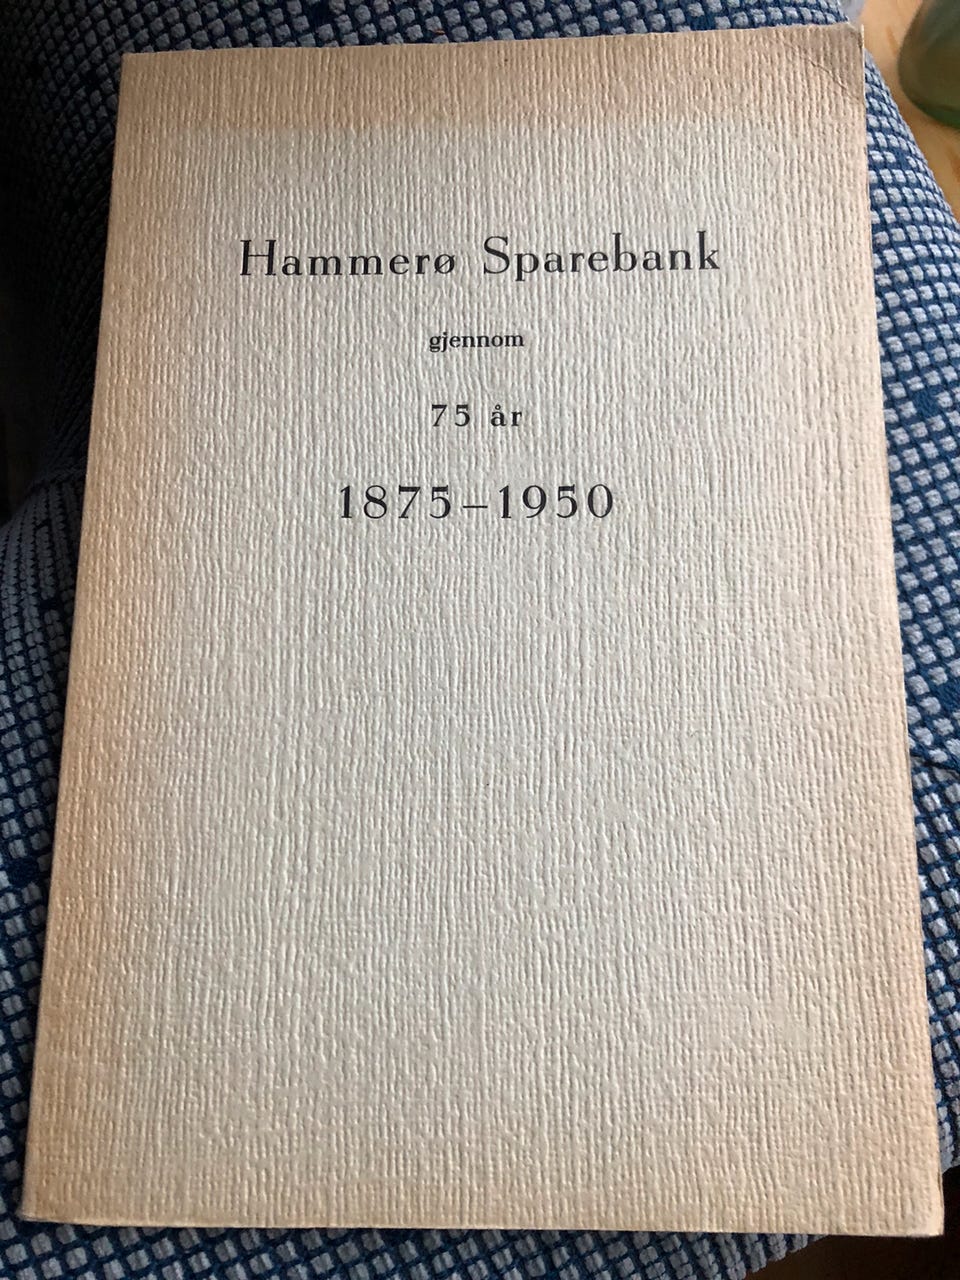 Hammerø Sparebank
gjennom
75 år
1875–1950